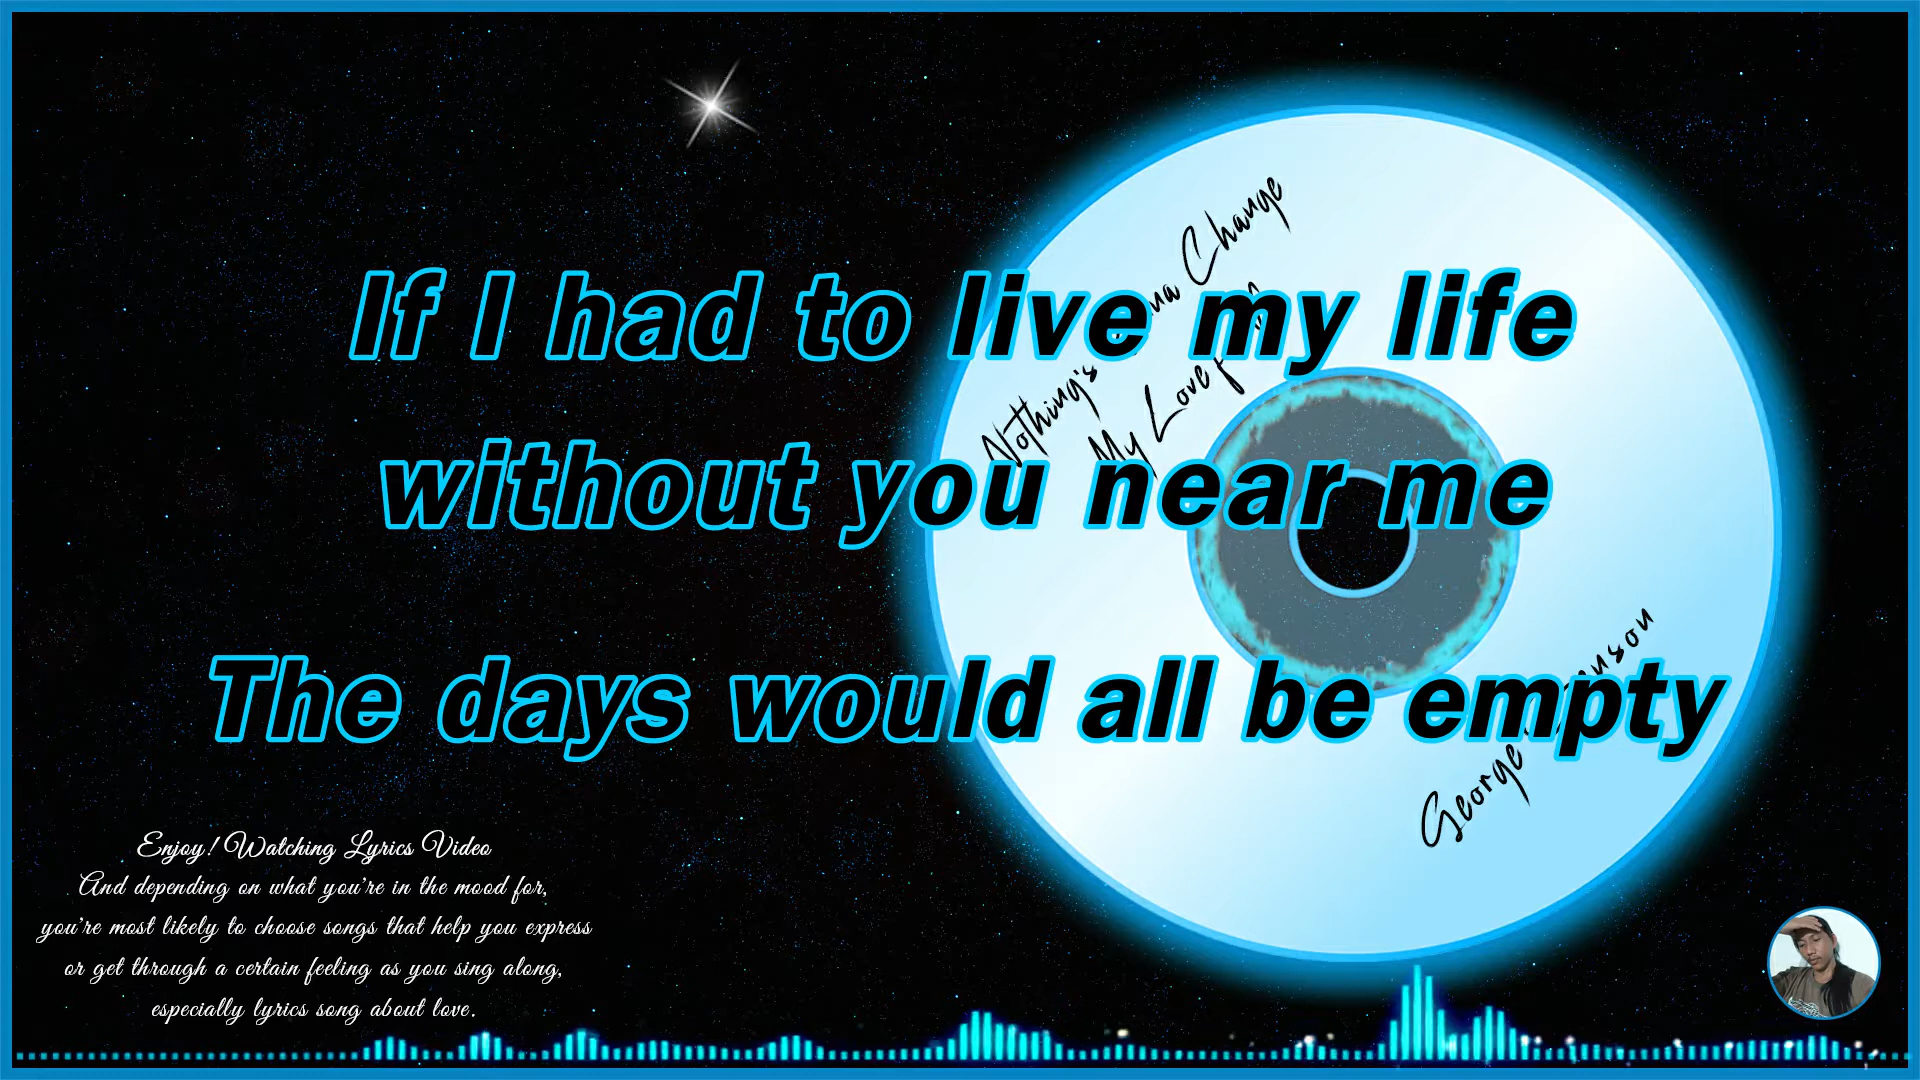 If I had to live my life
without you near me
The days would all be empty
Nothing's Change
My Love
George
Enjoy! Watching Lyrics Video
And depending on what you're in the mood for,
you're most likely to choose songs that help you express
or get through a certain feeling as you sing along,
especially lyrics song about love.